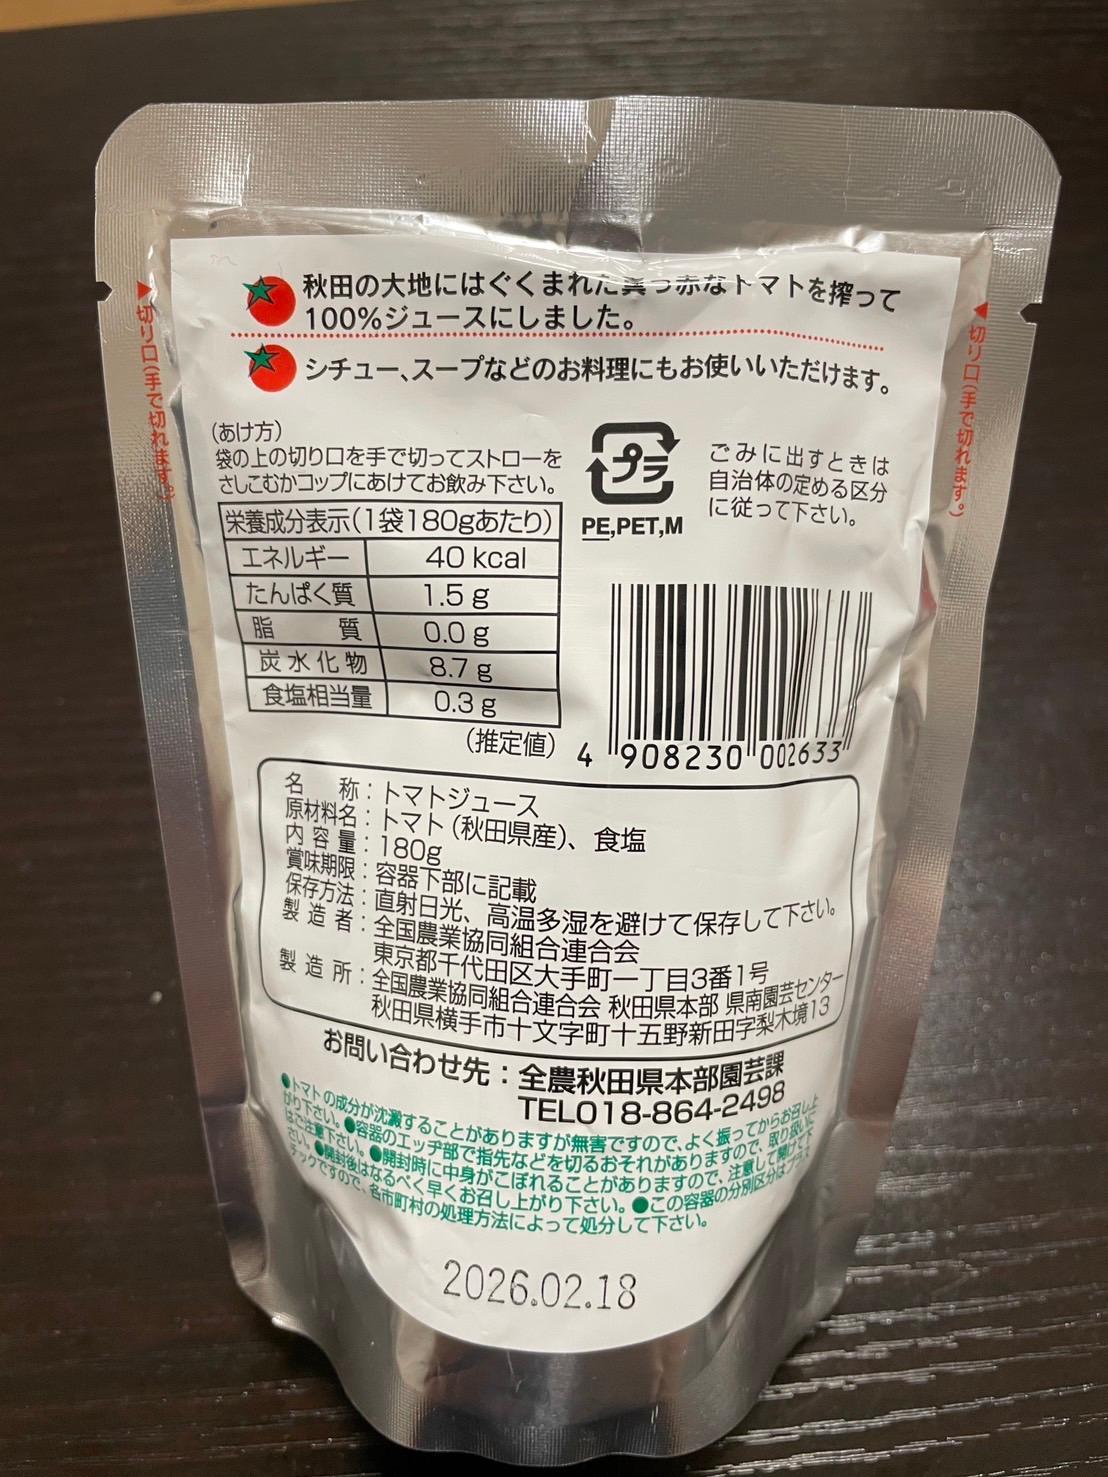 秋田の大地にはぐくまれた真っ赤なトマトを搾って
100%ジュースにしました。
シチュー、スープなどのお料理にもお使いいただけます。
切り口(手で切れます。)
切り口(手で切れます。)
(あけ方)
袋の上の切り口を手で切ってストローを
さしこむかコップにあけてお飲み下さい。
プラ
PE,PET,M
ごみに出すときは
自治体の定める区分
に従って下さい。
栄養成分表示(1袋180gあたり)
エネルギー 40 kcal
たんぱく質 1.5 g
脂質 0.0 g
炭水化物 8.7 g
食塩相当量 0.3 g
(推定値)
4 908230 002633
名称:トマトジュース
原材料名:トマト(秋田県産)、食塩
内容量:180g
賞味期限:容器下部に記載
保存方法:直射日光、高温多湿を避けて保存して下さい。
製造者:全国農業協同組合連合会
東京都千代田区大手町一丁目3番1号
製造所:全国農業協同組合連合会 秋田県本部 県南園芸センター
秋田県横手市十文字町十五野新田字梨木境13
お問い合わせ先:全農秋田県本部園芸課
TEL018-864-2498
●トマトの成分が沈澱することがありますが無害ですので、よく振ってからお召し上
がり下さい。●容器のエッヂ部で指先などを切るおそれがありますので、取り扱いに
はご注意下さい。●開封時に中身がこぼれることがありますので、注意して開けて下
さい。●開封後はなるべく早くお召し上がり下さい。●この容器の分別区分はプラス
チックですので、各市町村の処理方法によって処分して下さい。
2026.02.18